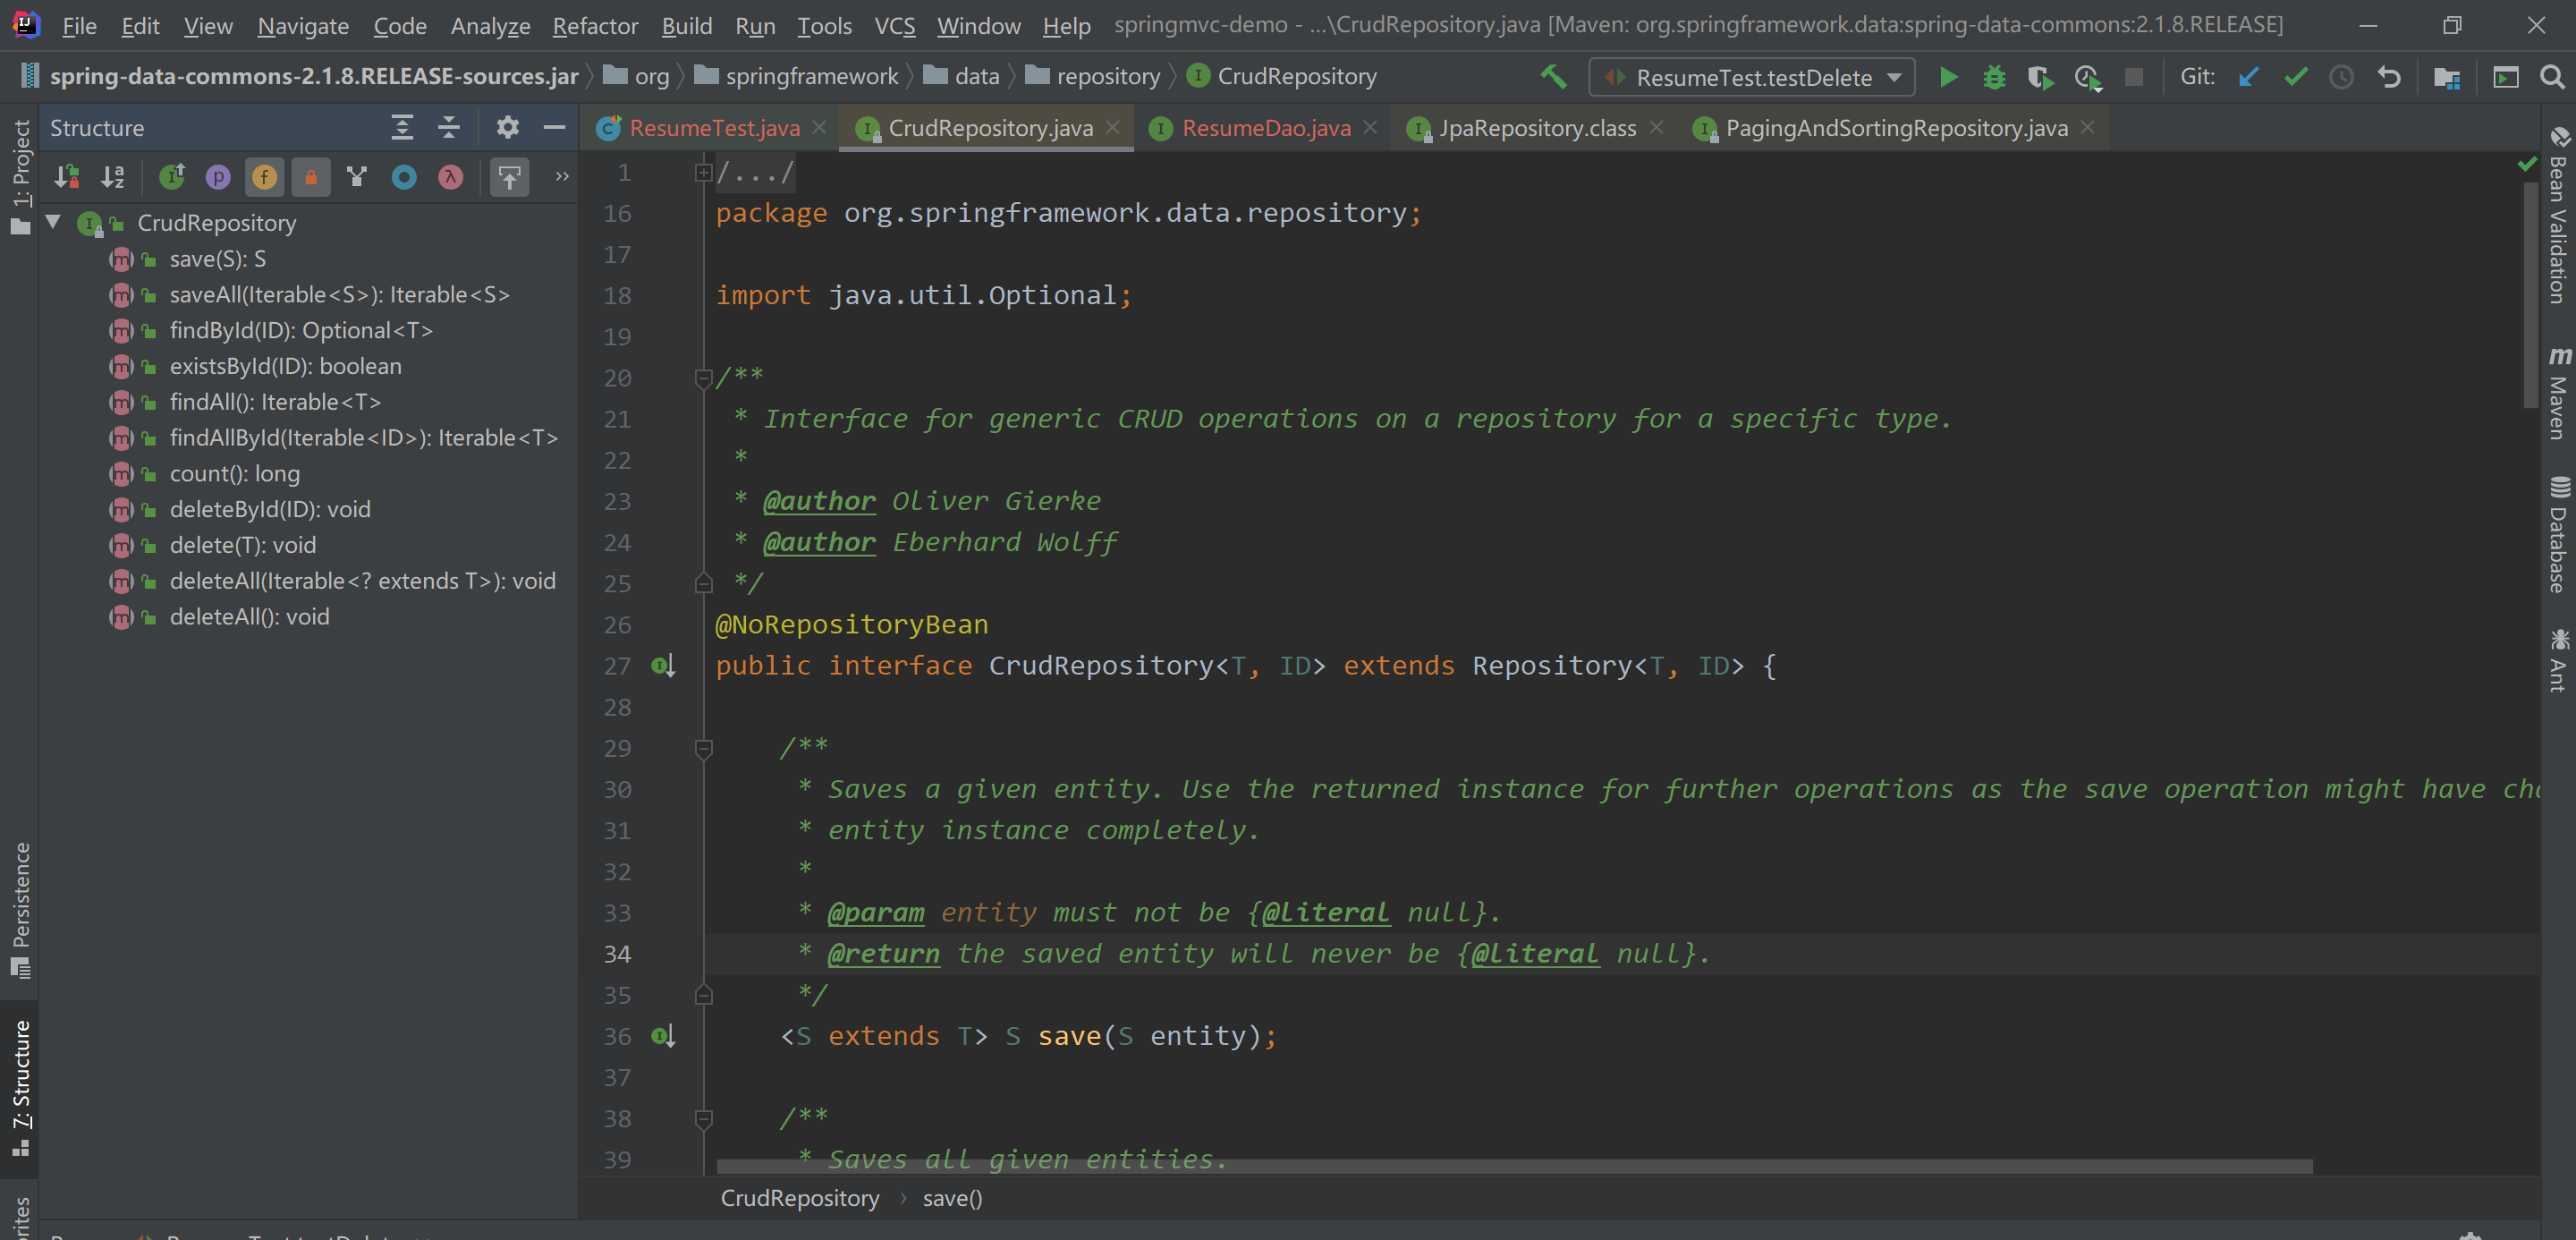 File Edit View Navigate Code Analyze Refactor Build Run Tools VCS Window Help springmvc-demo - ...\CrudRepository.java [Maven: org.springframework.data:spring-data-commons:2.1.8.RELEASE]
spring-data-commons-2.1.8.RELEASE-sources.jar org springframework data repository CrudRepository ResumeTest.testDelete Git:
Structure
ResumeTest.java CrudRepository.java ResumeDao.java JpaRepository.class PagingAndSortingRepository.java
CrudRepository
save(S): S
saveAll(Iterable<S>): Iterable<S>
findById(ID): Optional<T>
existsById(ID): boolean
findAll(): Iterable<T>
findAllById(Iterable<ID>): Iterable<T>
count(): long
deleteById(ID): void
delete(T): void
deleteAll(Iterable<? extends T>): void
deleteAll(): void
1 /.../
16 package org.springframework.data.repository;
17
18 import java.util.Optional;
19
20 /**
21 * Interface for generic CRUD operations on a repository for a specific type.
22 *
23 * @author Oliver Gierke
24 * @author Eberhard Wolff
25 */
26 @NoRepositoryBean
27 public interface CrudRepository<T, ID> extends Repository<T, ID> {
28
29 /**
30 * Saves a given entity. Use the returned instance for further operations as the save operation might have
31 * entity instance completely.
32 *
33 * @param entity must not be {@literal null}.
34 * @return the saved entity will never be {@literal null}.
35 */
36 <S extends T> S save(S entity);
37
38 /**
39 * Saves all given entities.
CrudRepository › save()
1: Project
Persistence
7: Structure
Bean Validation
Maven
Database
Ant